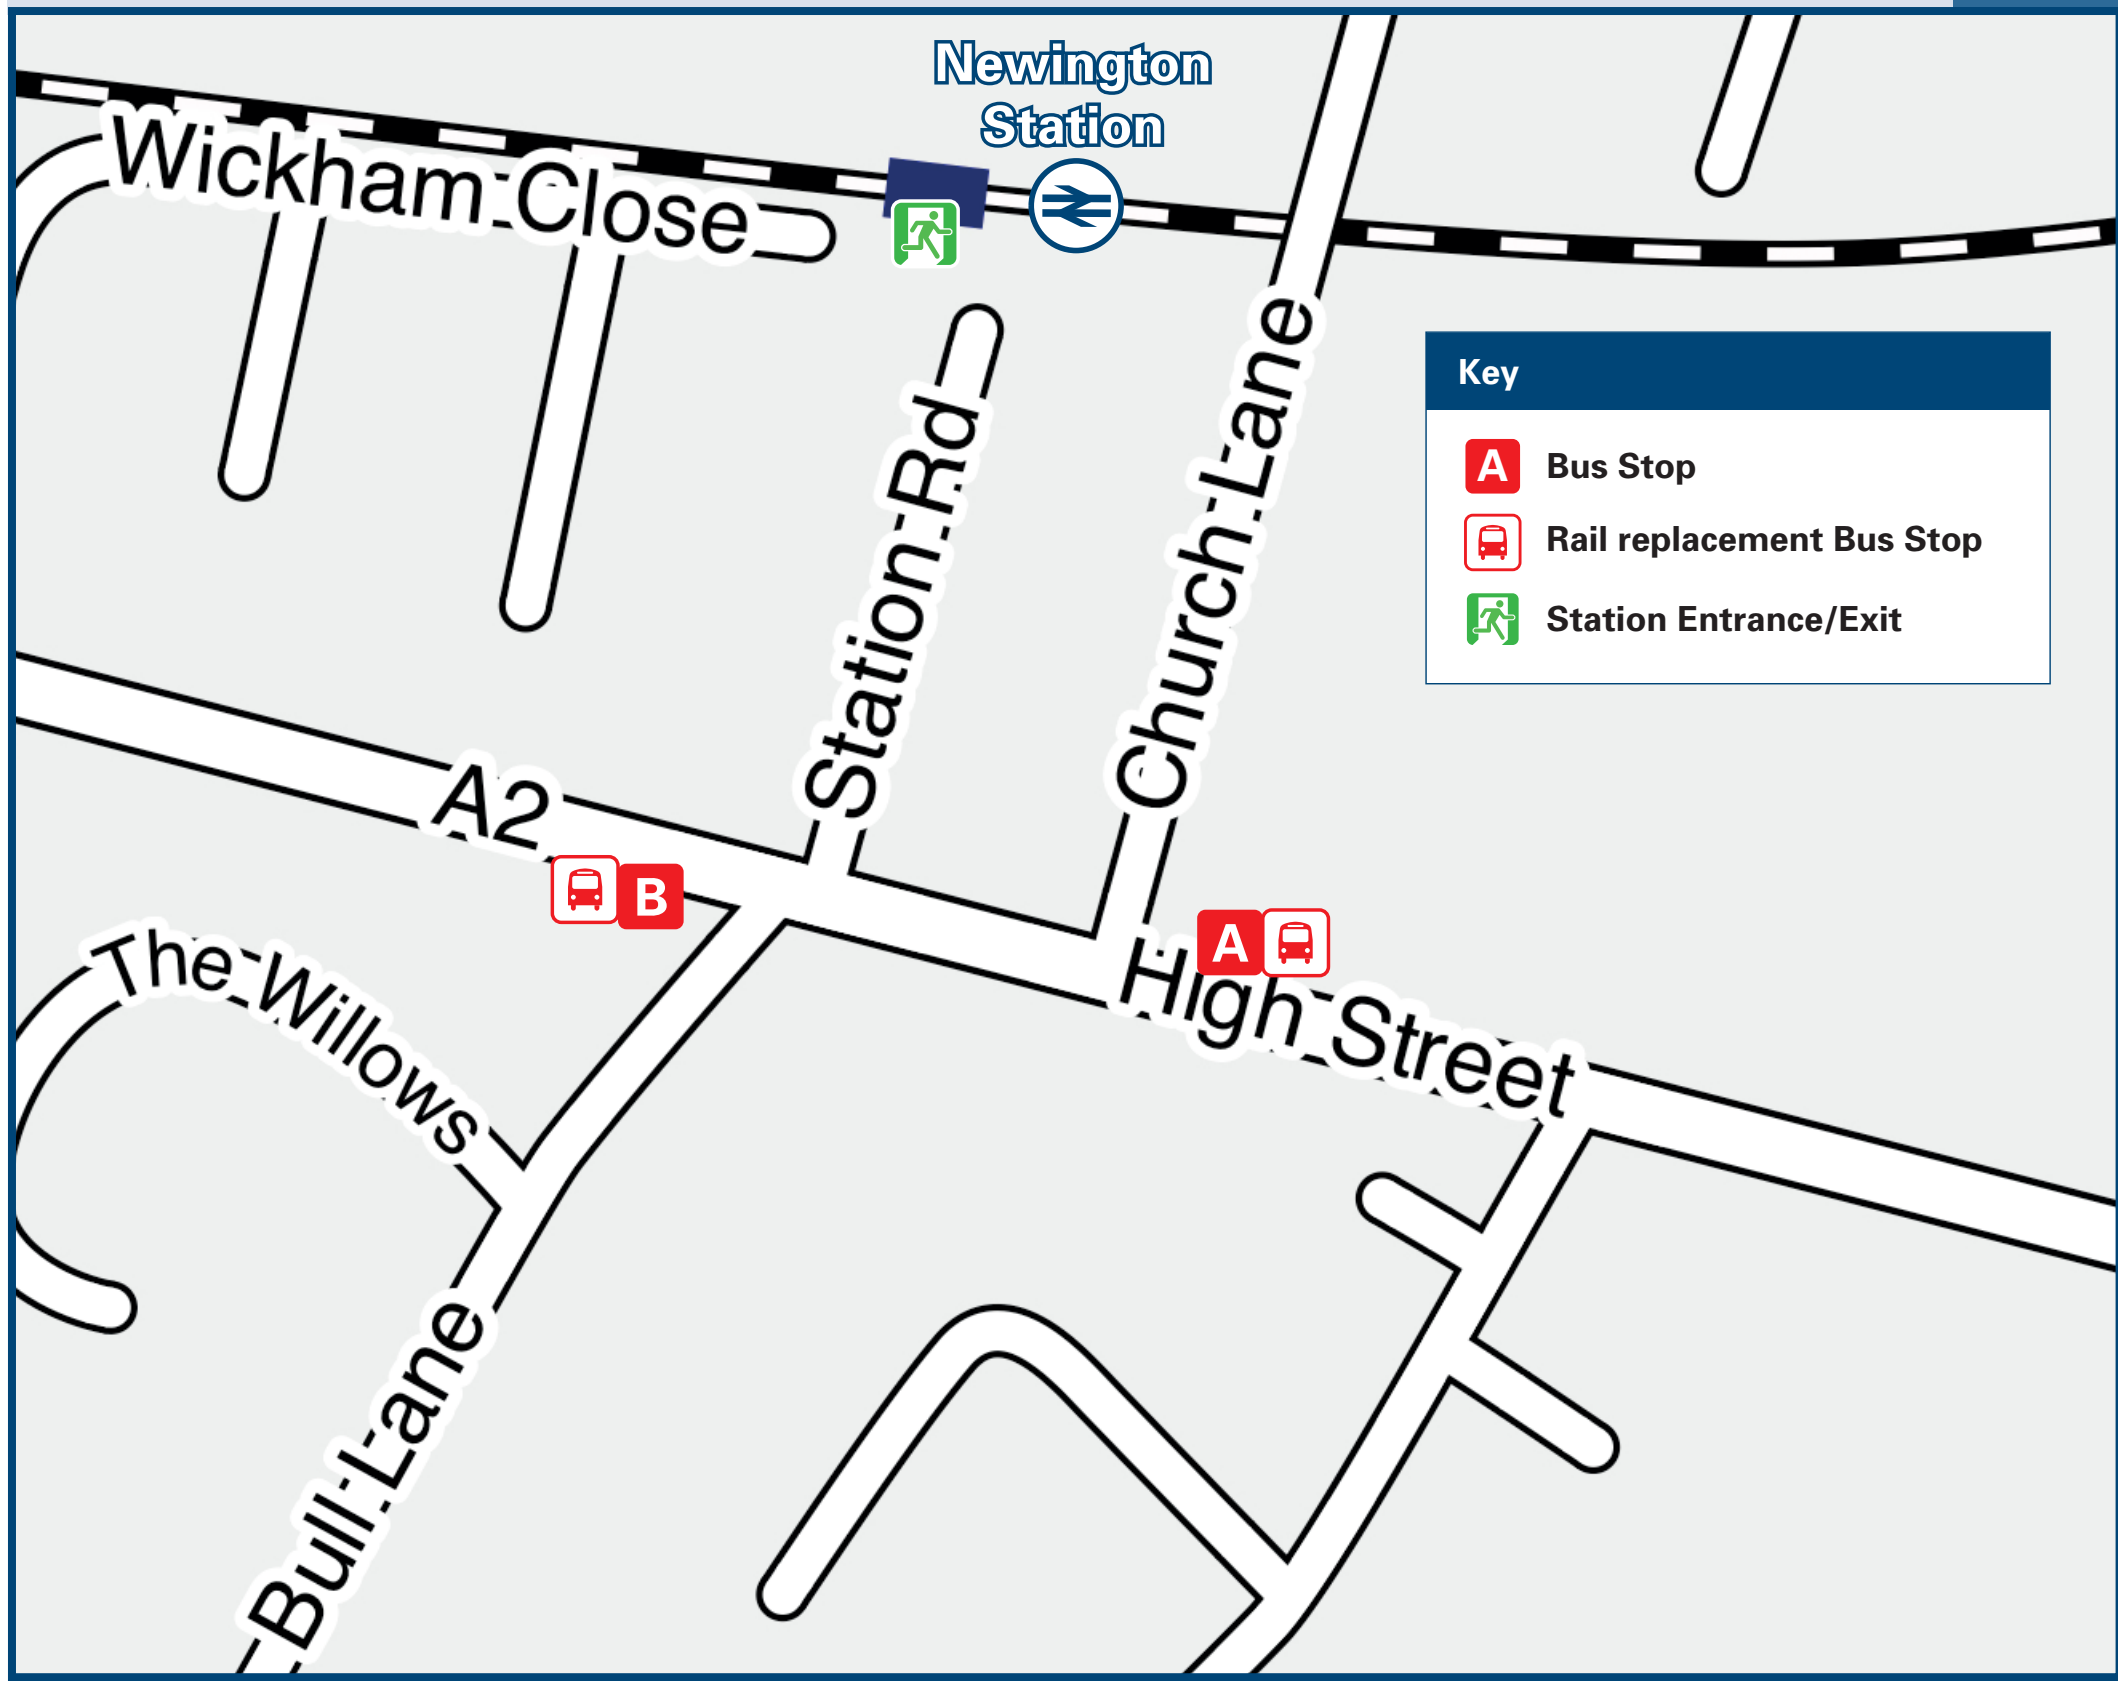 Newington
Station
Wickham Close
Station Rd
Church Lane
Key
A Bus Stop
Rail replacement Bus Stop
Station Entrance/Exit
A2
B
A
High Street
The Willows
Bull Lane